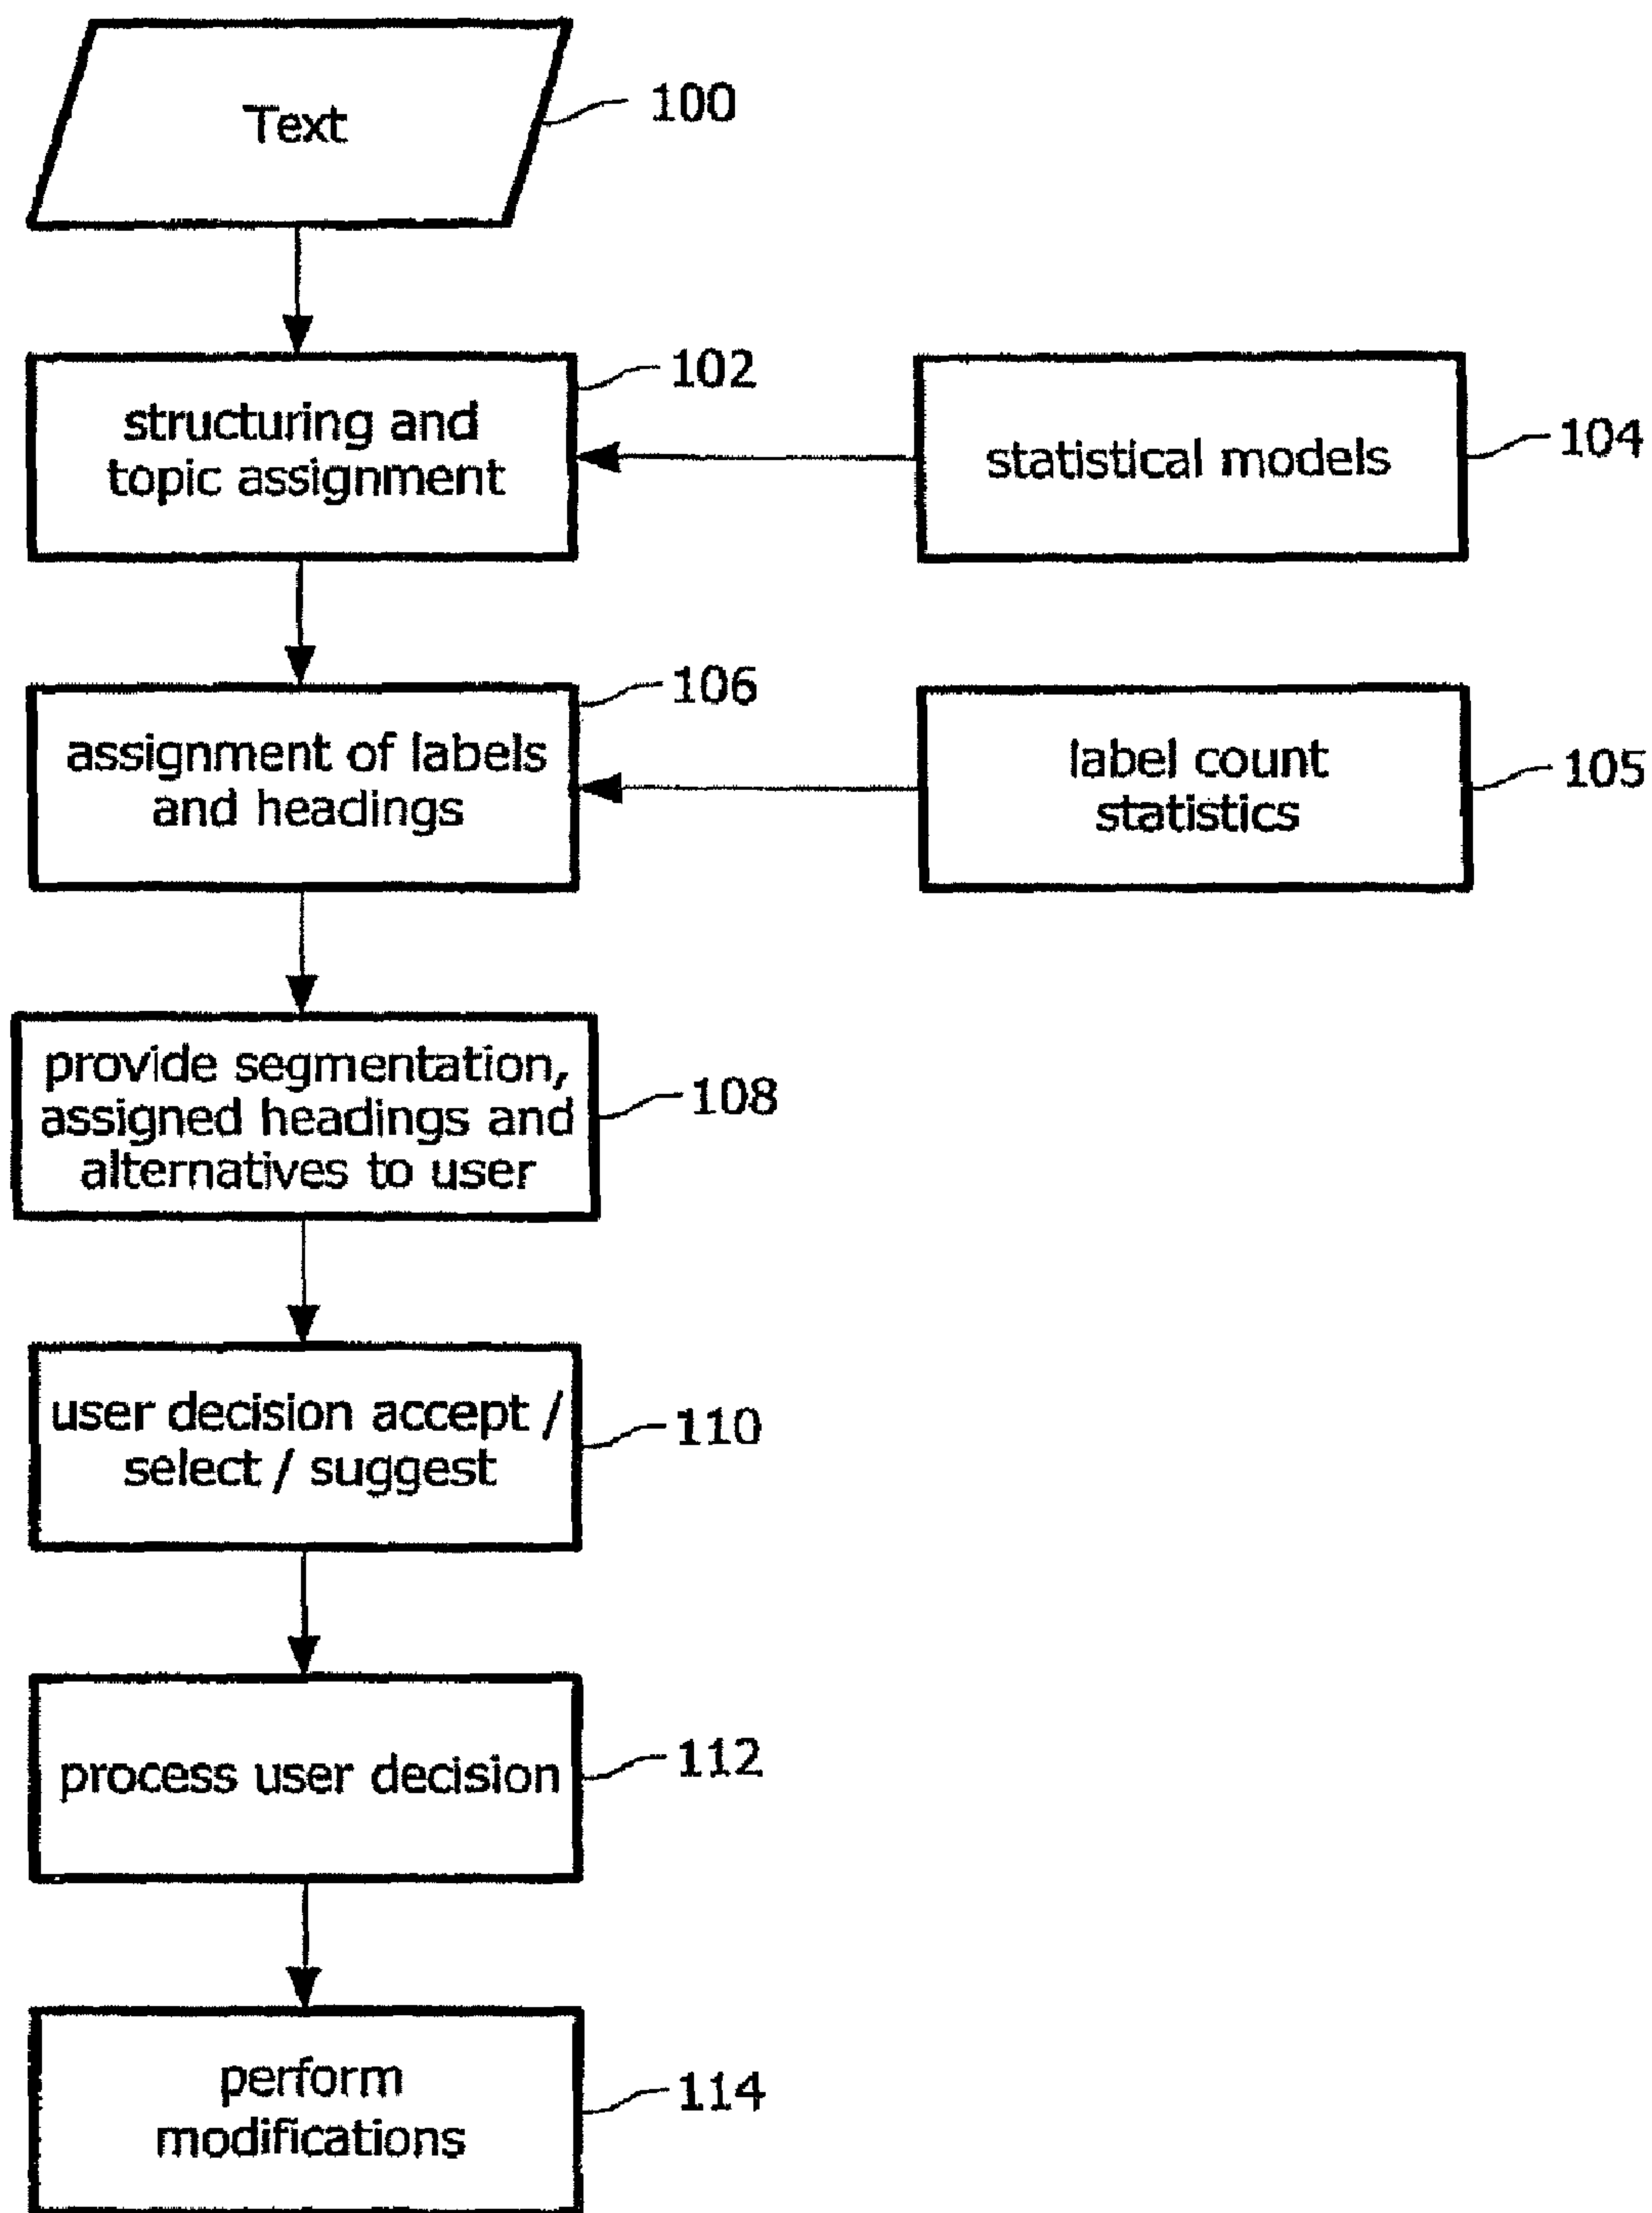 Text
100
structuring and
topic assignment
102
statistical models
104
assignment of labels
and headings
106
label count
statistics
105
provide segmentation,
assigned headings and
alternatives to user
108
user decision accept /
select / suggest
110
process user decision
112
perform
modifications
114